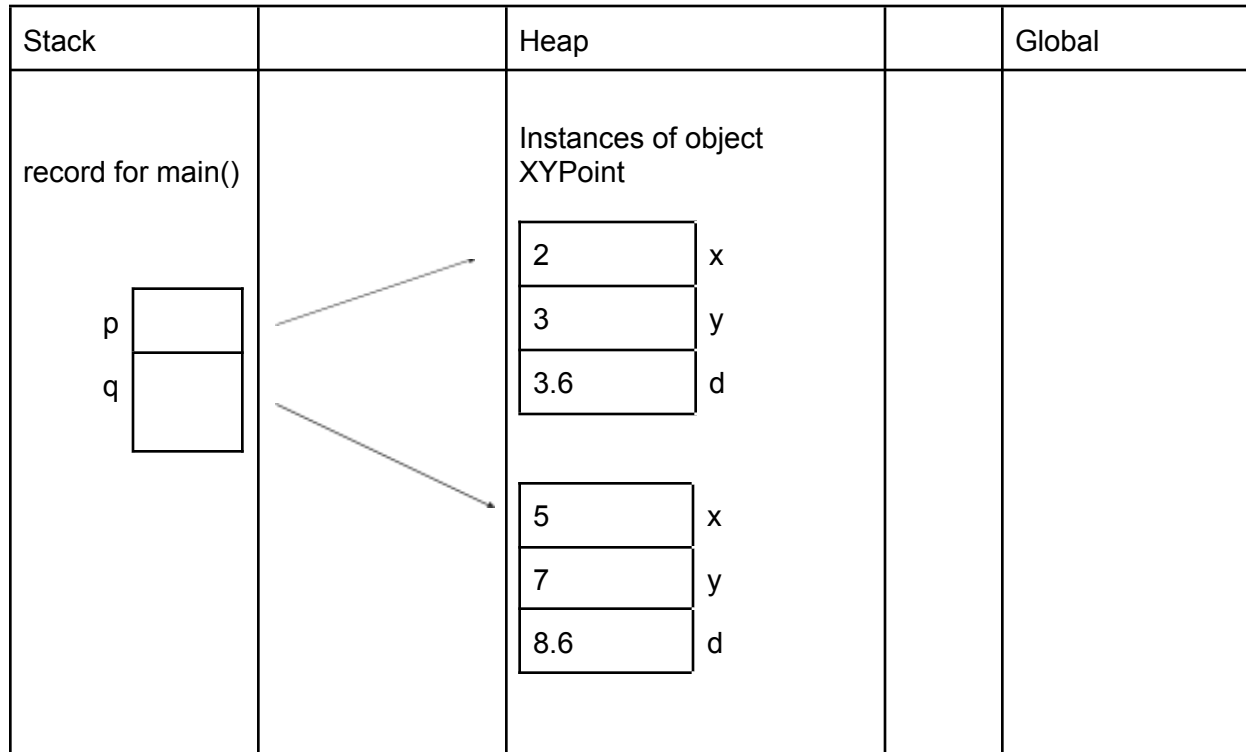 Stack
Heap
Global
record for main()
p
q
Instances of object
XYPoint
2 x
3 y
3.6 d
5 x
7 y
8.6 d